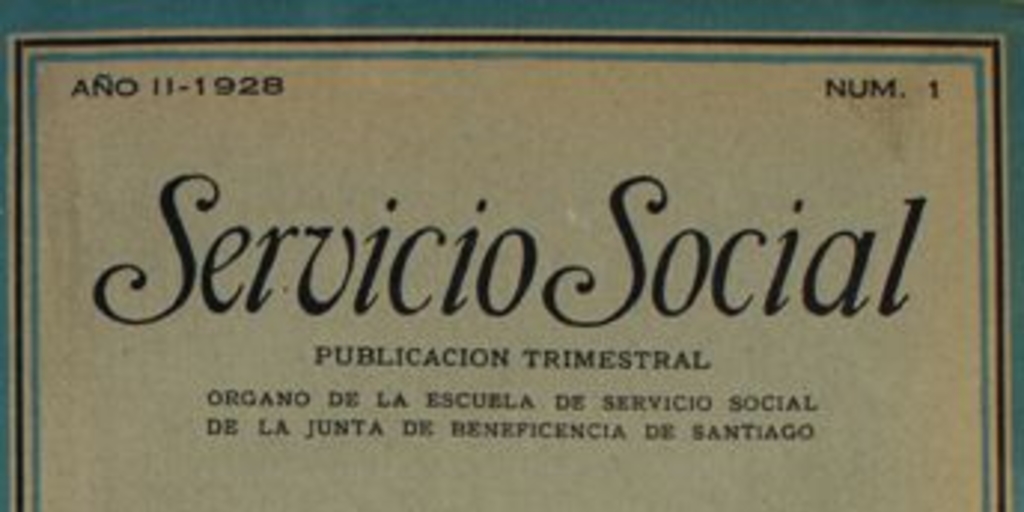 AÑO II-1928 NUM. 1
Servicio Social
PUBLICACION TRIMESTRAL
ORGANO DE LA ESCUELA DE SERVICIO SOCIAL
DE LA JUNTA DE BENEFICENCIA DE SANTIAGO